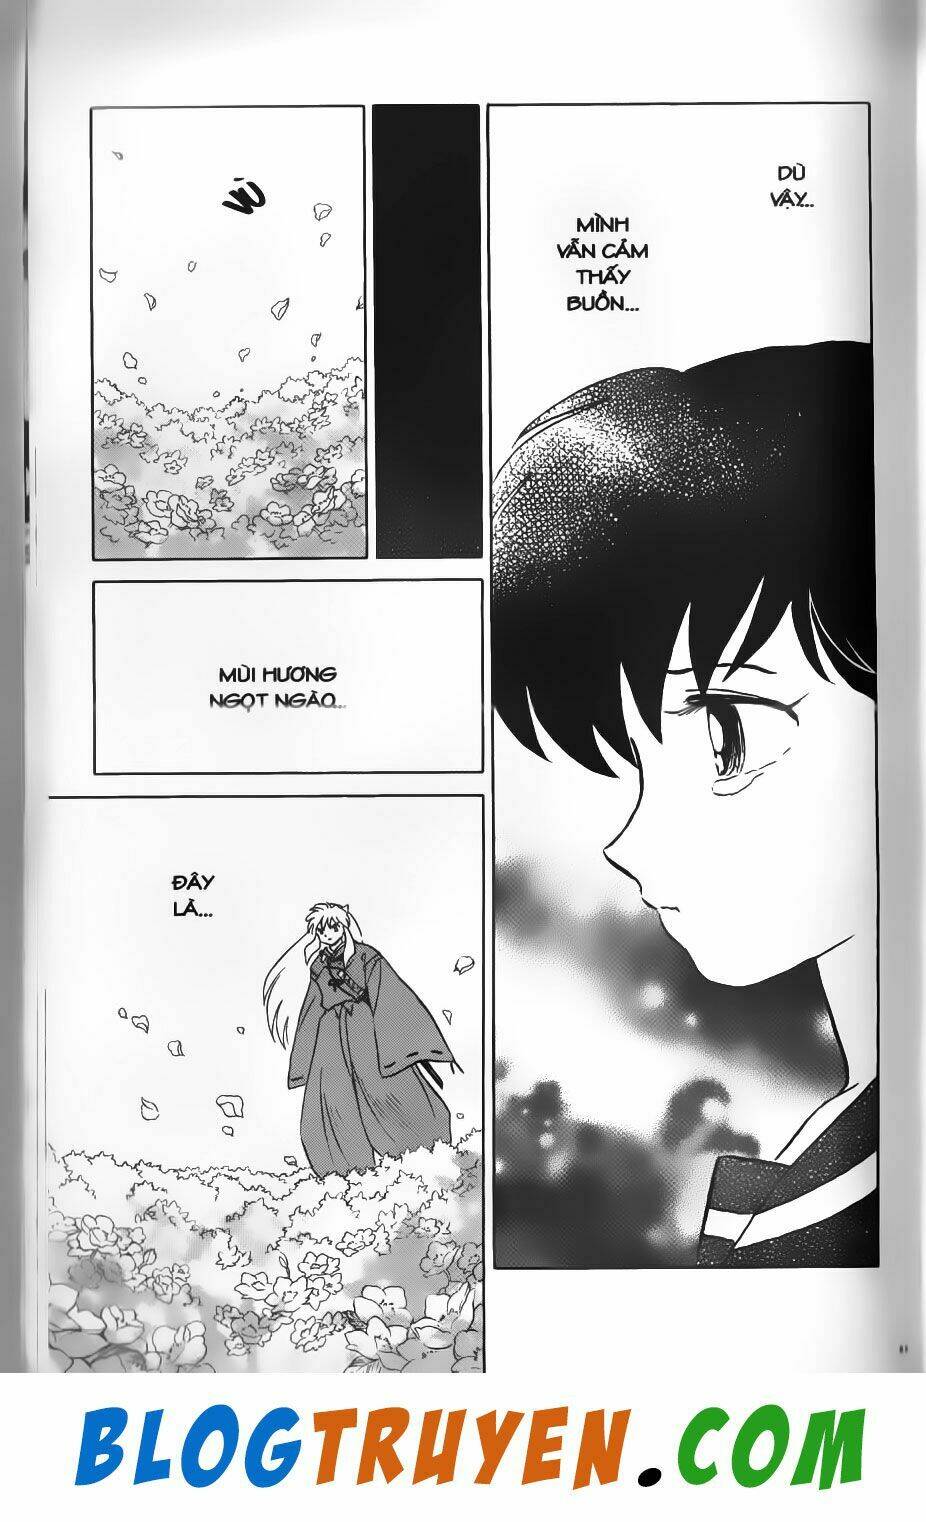 DÙ
VẬY...
MÌNH
VẪN CẢM
THẤY
BUỒN...
VÙ
MÙI HƯƠNG
NGỌT NGÀO...
ĐÂY
LÀ...
BLOGTRUYEN.COM